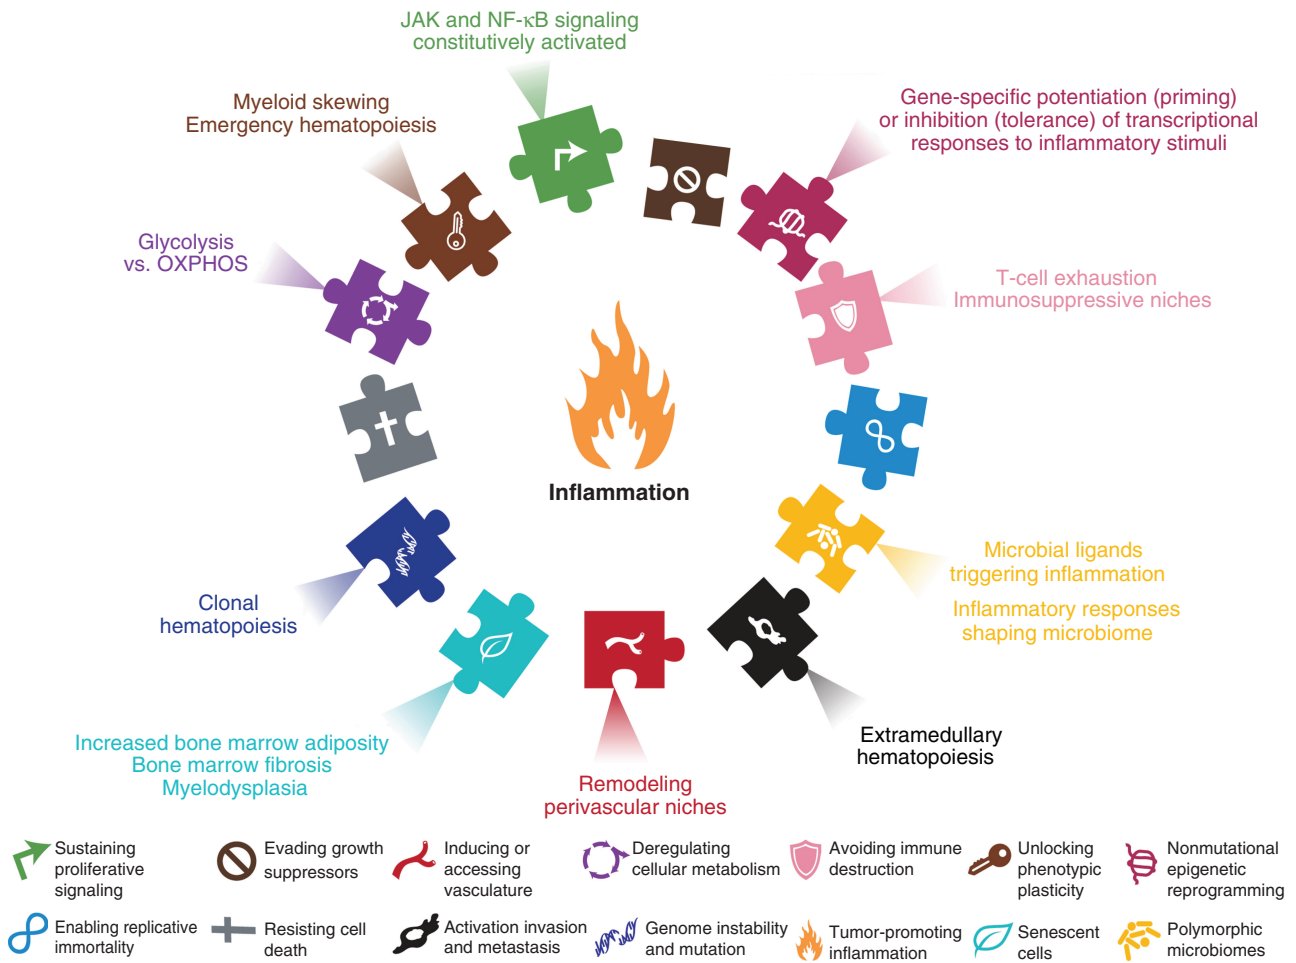 JAK and NF-κB signaling
constitutively activated
Myeloid skewing
Emergency hematopoiesis
Gene-specific potentiation (priming)
or inhibition (tolerance) of transcriptional
responses to inflammatory stimuli
Glycolysis
vs. OXPHOS
T-cell exhaustion
Immunosuppressive niches
Inflammation
Microbial ligands
triggering inflammation
Inflammatory responses
shaping microbiome
Clonal
hematopoiesis
Extramedullary
hematopoiesis
Increased bone marrow adiposity
Bone marrow fibrosis
Myelodysplasia
Remodeling
perivascular niches
Sustaining
proliferative
signaling
Evading growth
suppressors
Inducing or
accessing
vasculature
Deregulating
cellular metabolism
Avoiding immune
destruction
Unlocking
phenotypic
plasticity
Nonmutational
epigenetic
reprogramming
Enabling replicative
immortality
Resisting cell
death
Activation invasion
and metastasis
Genome instability
and mutation
Tumor-promoting
inflammation
Senescent
cells
Polymorphic
microbiomes